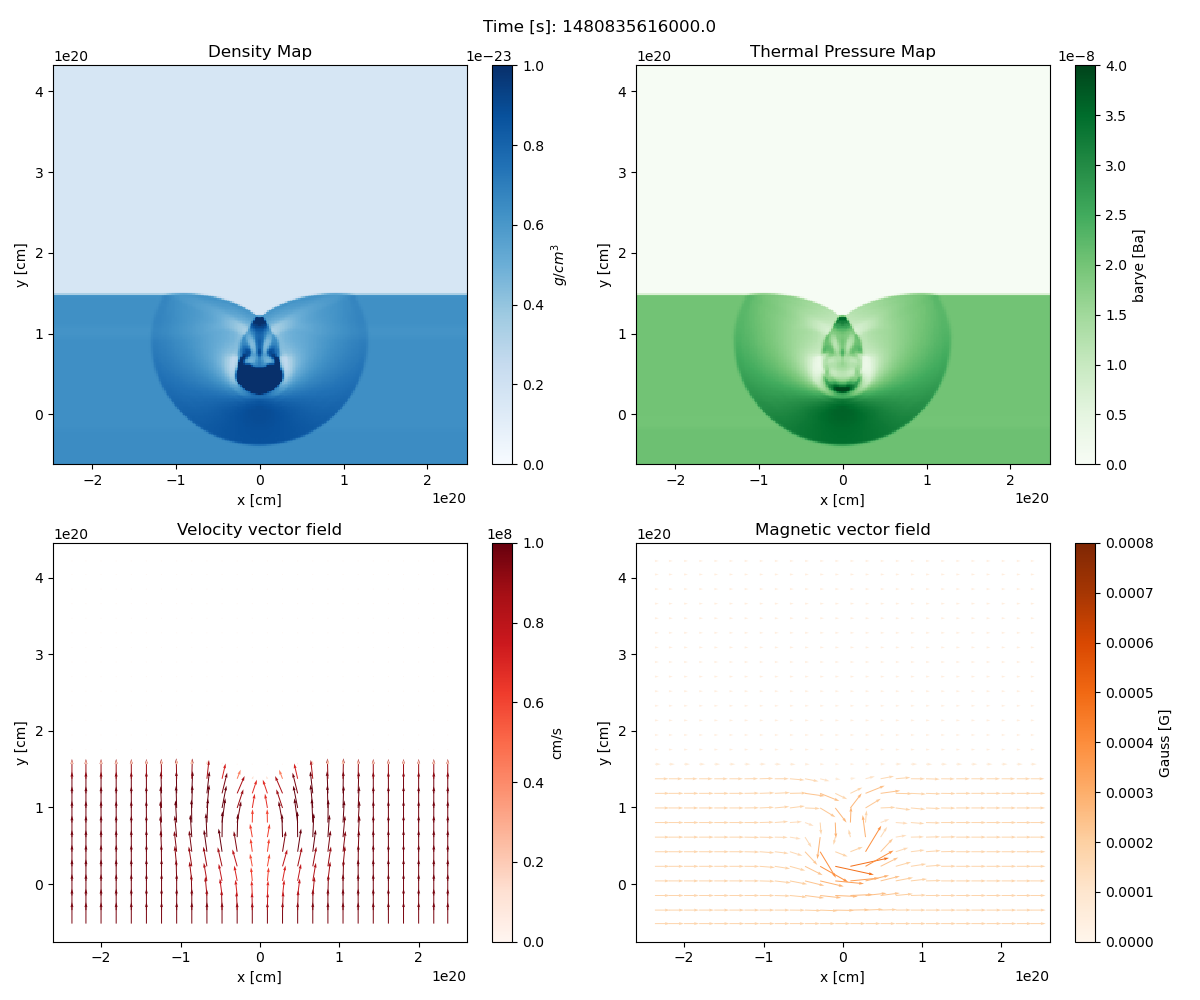 Time [s]: 1480835616000.0
Density Map
1e20
1e−23
4
3
2
1
0
y [cm]
−2
−1
0
1
2
x [cm]
1e20
1.0
0.8
0.6
0.4
0.2
0.0
g/cm³
Thermal Pressure Map
1e20
1e−8
4
3
2
1
0
y [cm]
−2
−1
0
1
2
x [cm]
1e20
4.0
3.5
3.0
2.5
2.0
1.5
1.0
0.5
0.0
barye [Ba]
Velocity vector field
1e20
1e8
4
3
2
1
0
y [cm]
−2
−1
0
1
2
x [cm]
1e20
1.0
0.8
0.6
0.4
0.2
0.0
cm/s
Magnetic vector field
1e20
4
3
2
1
0
y [cm]
−2
−1
0
1
2
x [cm]
1e20
0.0008
0.0007
0.0006
0.0005
0.0004
0.0003
0.0002
0.0001
0.0000
Gauss [G]